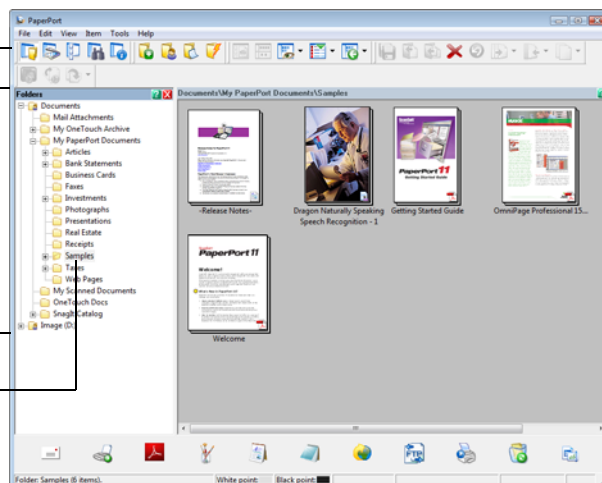 PaperPort
File Edit View Item Tools Help
Folders
Documents\My PaperPort Documents\Samples
Documents
Mail Attachments
My OneTouch Archive
My PaperPort Documents
Articles
Bank Statements
Business Cards
Faxes
Investments
Photographs
Presentations
Real Estate
Receipts
Samples
Taxes
Web Pages
My Scanned Documents
OneTouch Docs
SnagIt Catalog
Image (D:)
PaperPort 11
Getting Started Guide
-Release Notes-
Dragon Naturally Speaking
Speech Recognition - 1
Getting Started Guide
OmniPage Professional 15...
PaperPort 11
Welcome!
Welcome
FTP
Folder: Samples (6 items).
White point:
Black point: